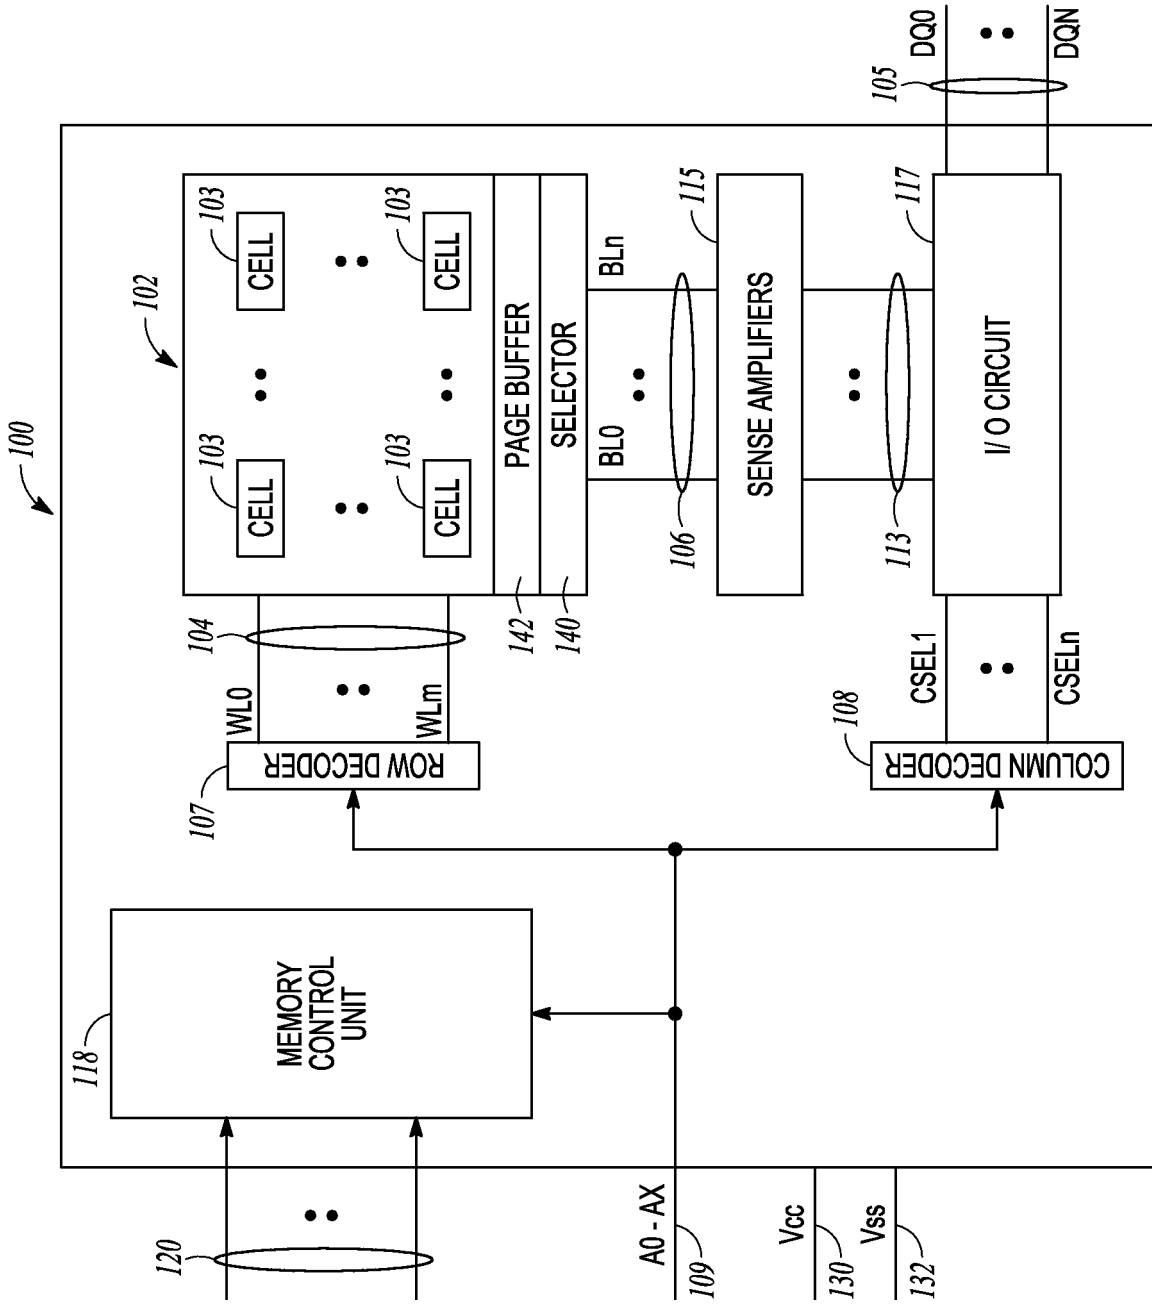 100
102
103
CELL
103
CELL
103
CELL
103
CELL
PAGE BUFFER
142
SELECTOR
140
104
WL0
WLm
107
ROW DECODER
118
MEMORY
CONTROL
UNIT
120
BL0
BLn
106
115
SENSE AMPLIFIERS
113
117
I/O CIRCUIT
105
DQ0
DQN
CSEL1
CSELn
108
COLUMN DECODER
A0 - AX
109
Vcc
130
Vss
132